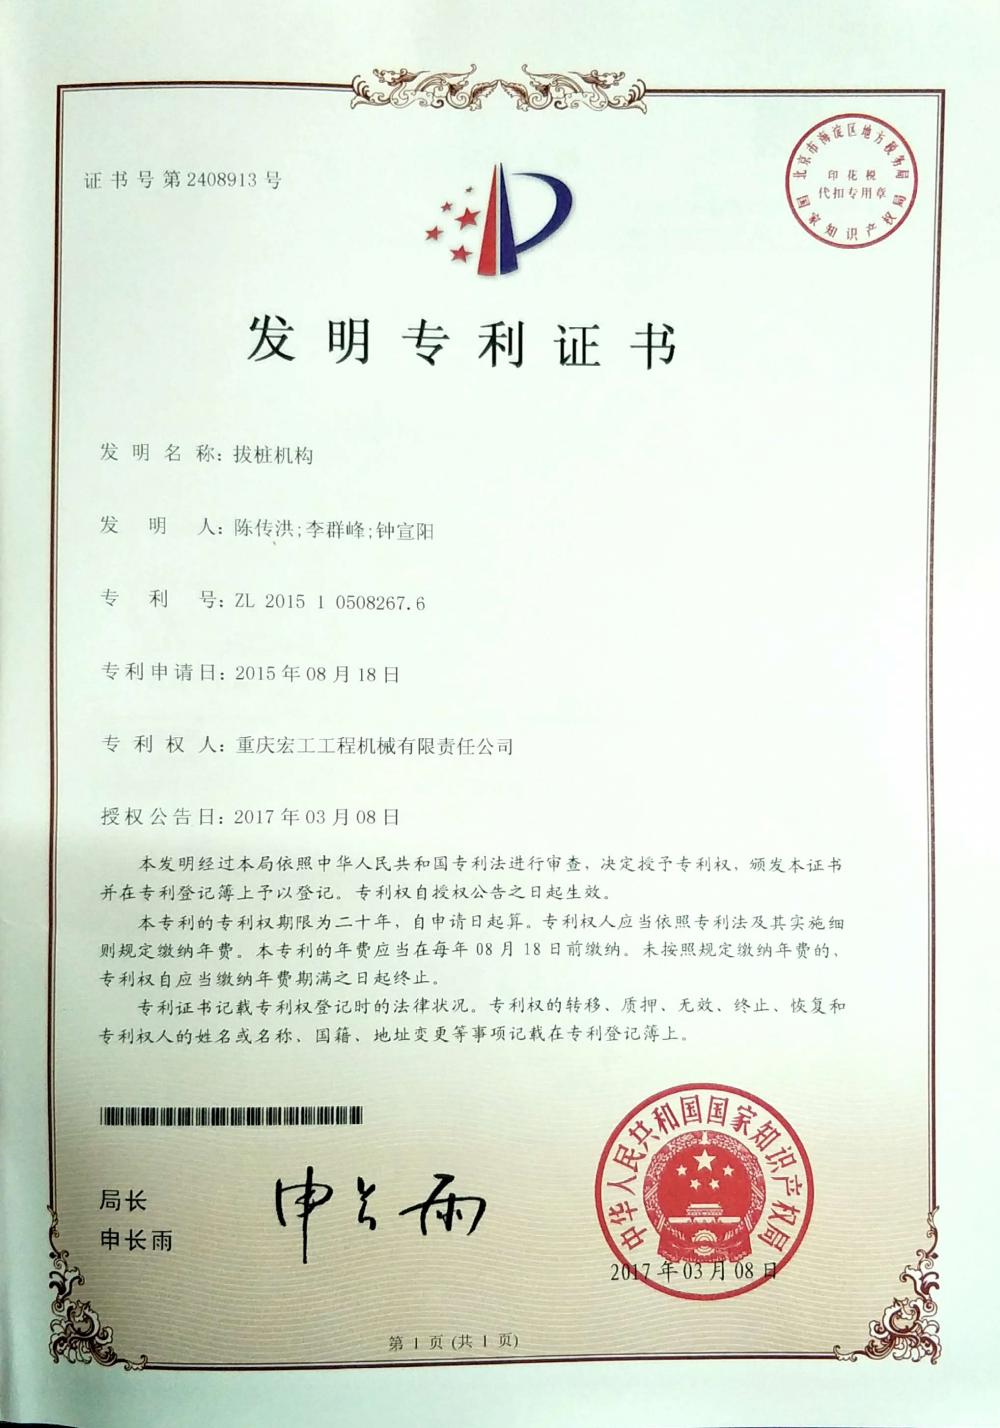 证书号第2408913号
北京市海淀区地方税务局
印花税
代扣专用章
国家知识产权局
发明专利证书
发明名称：拔桩机构
发明人：陈传洪;李群峰;钟宣阳
专利号：ZL 2015 1 0508267.6
专利申请日：2015年08月18日
专利权人：重庆宏工工程机械有限责任公司
授权公告日：2017年03月08日
本发明经过本局依照中华人民共和国专利法进行审查，决定授予专利权，颁发本证书
并在专利登记簿上予以登记。专利权自授权公告之日起生效。
本专利的专利权期限为二十年，自申请日起算。专利权人应当依照专利法及其实施细
则规定缴纳年费。本专利的年费应当在每年08月18日前缴纳。未按照规定缴纳年费的，
专利权自应当缴纳年费期满之日起终止。
专利证书记载专利权登记时的法律状况。专利权的转移、质押、无效、终止、恢复和
专利权人的姓名或名称、国籍、地址变更等事项记载在专利登记簿上。
局长
申长雨
申长雨
中华人民共和国国家知识产权局
2017年03月08日
第1页(共1页)